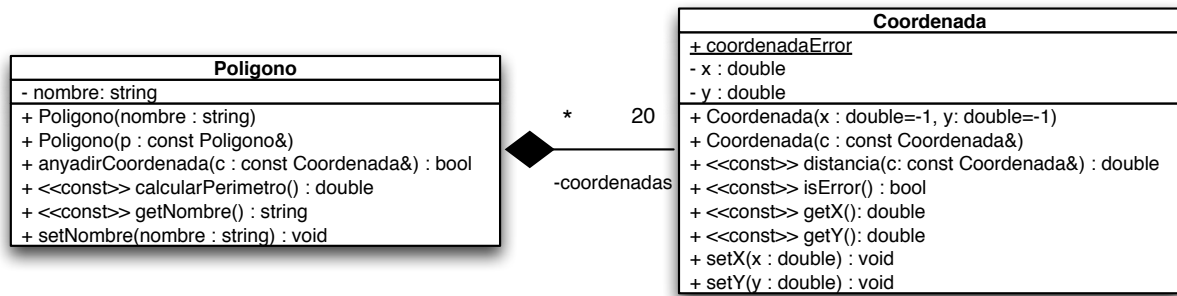 Poligono
- nombre: string
+ Poligono(nombre : string)
+ Poligono(p : const Poligono&)
+ anyadirCoordenada(c : const Coordenada&) : bool
+ <<const>> calcularPerimetro() : double
+ <<const>> getNombre() : string
+ setNombre(nombre : string) : void
* 20
-coordenadas
Coordenada
+ coordenadaError
- x : double
- y : double
+ Coordenada(x : double=-1, y: double=-1)
+ Coordenada(c : const Coordenada&)
+ <<const>> distancia(c: const Coordenada&) : double
+ <<const>> isError() : bool
+ <<const>> getX(): double
+ <<const>> getY(): double
+ setX(x : double) : void
+ setY(y : double) : void